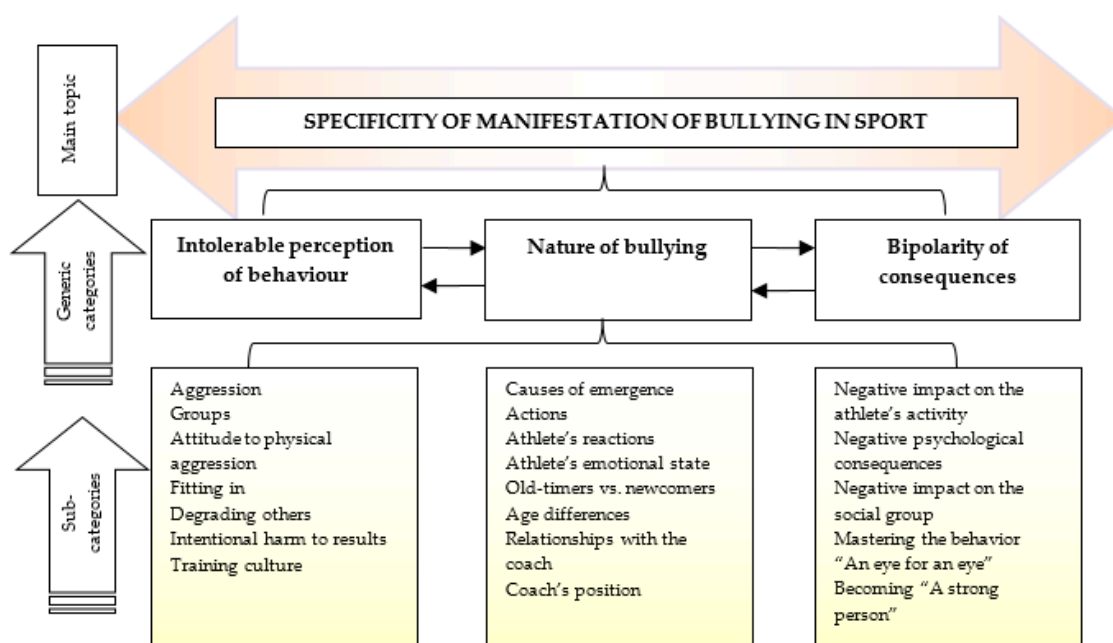 Main topic
SPECIFICITY OF MANIFESTATION OF BULLYING IN SPORT
Generic
categories
Intolerable perception
of behaviour
Nature of bullying
Bipolarity of
consequences
Sub-
categories
Aggression
Groups
Attitude to physical
aggression
Fitting in
Degrading others
Intentional harm to results
Training culture
Causes of emergence
Actions
Athlete's reactions
Athlete's emotional state
Old-timers vs. newcomers
Age differences
Relationships with the
coach
Coach's position
Negative impact on the
athlete's activity
Negative psychological
consequences
Negative impact on the
social group
Mastering the behavior
“An eye for an eye”
Becoming “A strong
person”